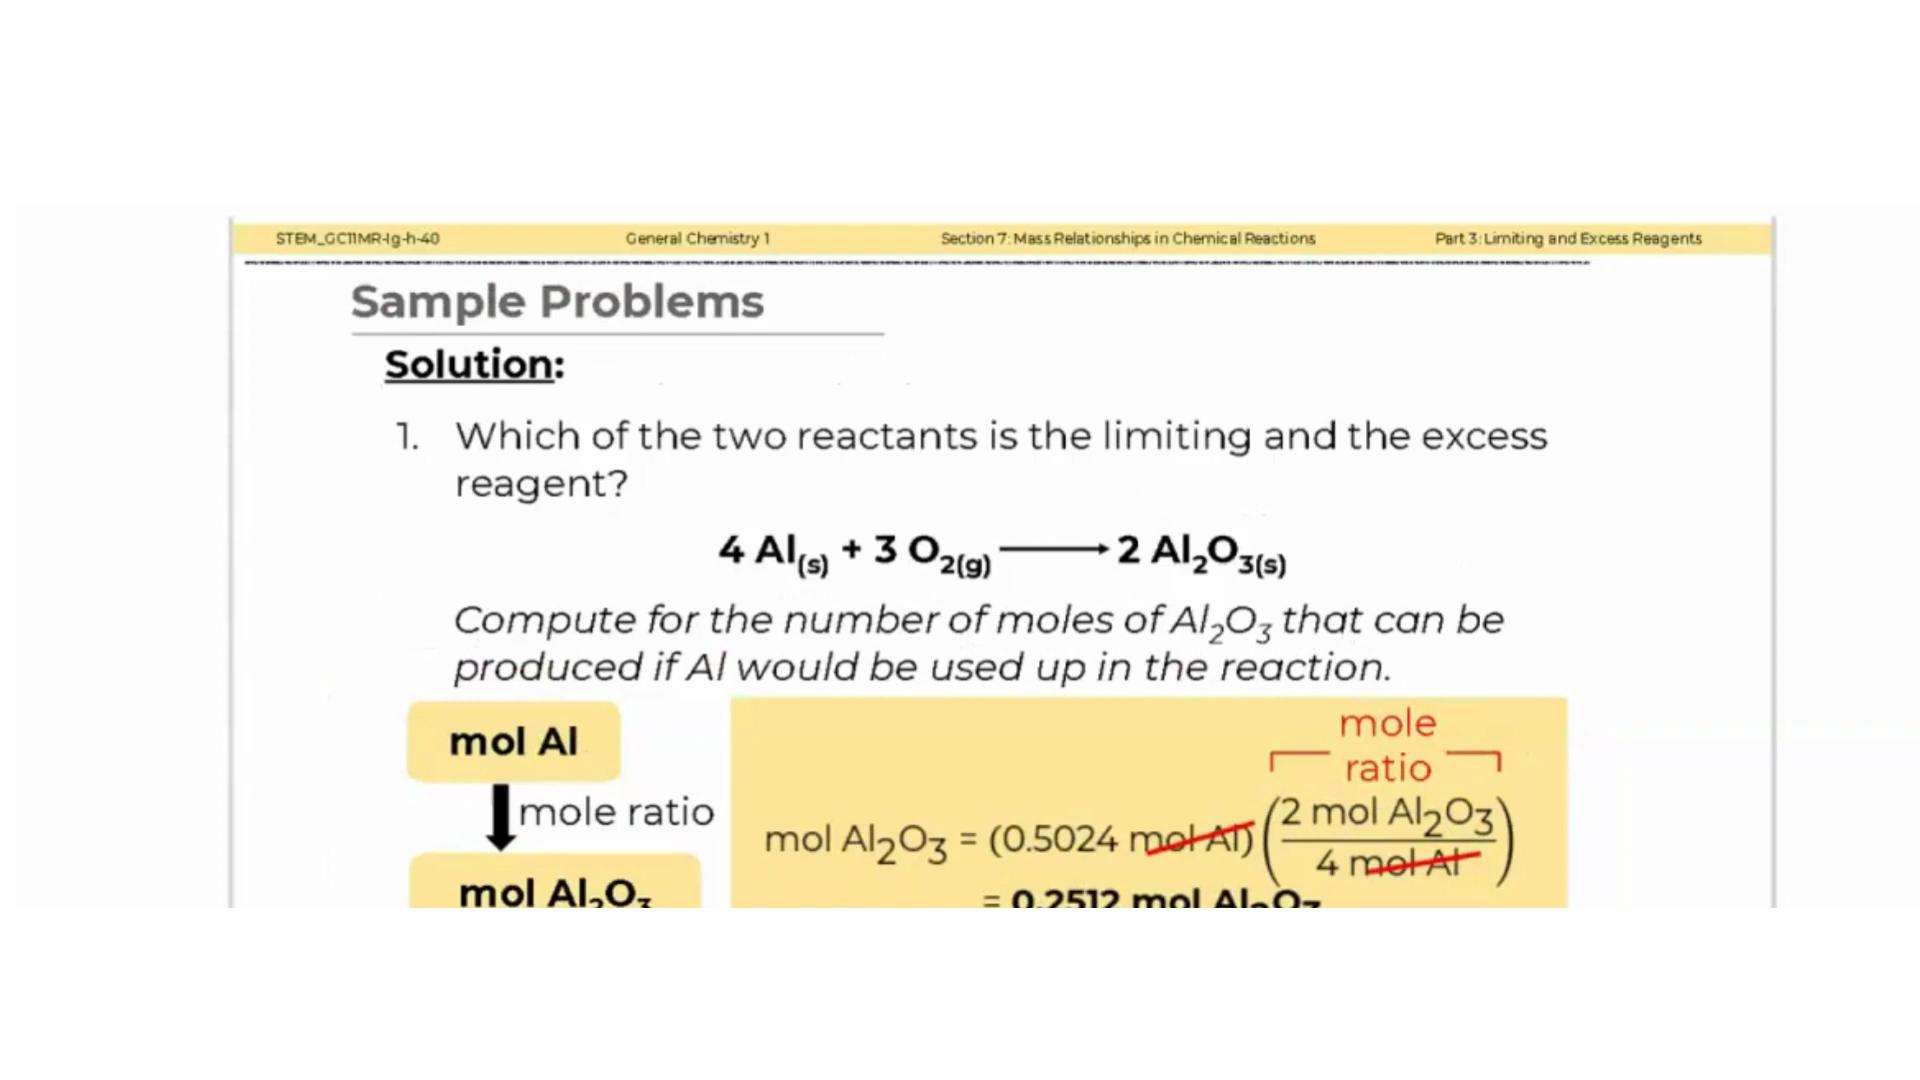 STEM_GC11MR-Ig-h-40 General Chemistry 1 Section 7: Mass Relationships in Chemical Reactions Part 3: Limiting and Excess Reagents
Sample Problems
Solution:
1. Which of the two reactants is the limiting and the excess
reagent?
4 Al(s) + 3 O2(g) ⟶ 2 Al2O3(s)
Compute for the number of moles of Al2O3 that can be
produced if Al would be used up in the reaction.
mol Al
mole ratio
mol Al2O3
mole
ratio
mol Al2O3 = (0.5024 mol Al) (2 mol Al2O3 / 4 mol Al)
= 0.2512 mol Al2O3